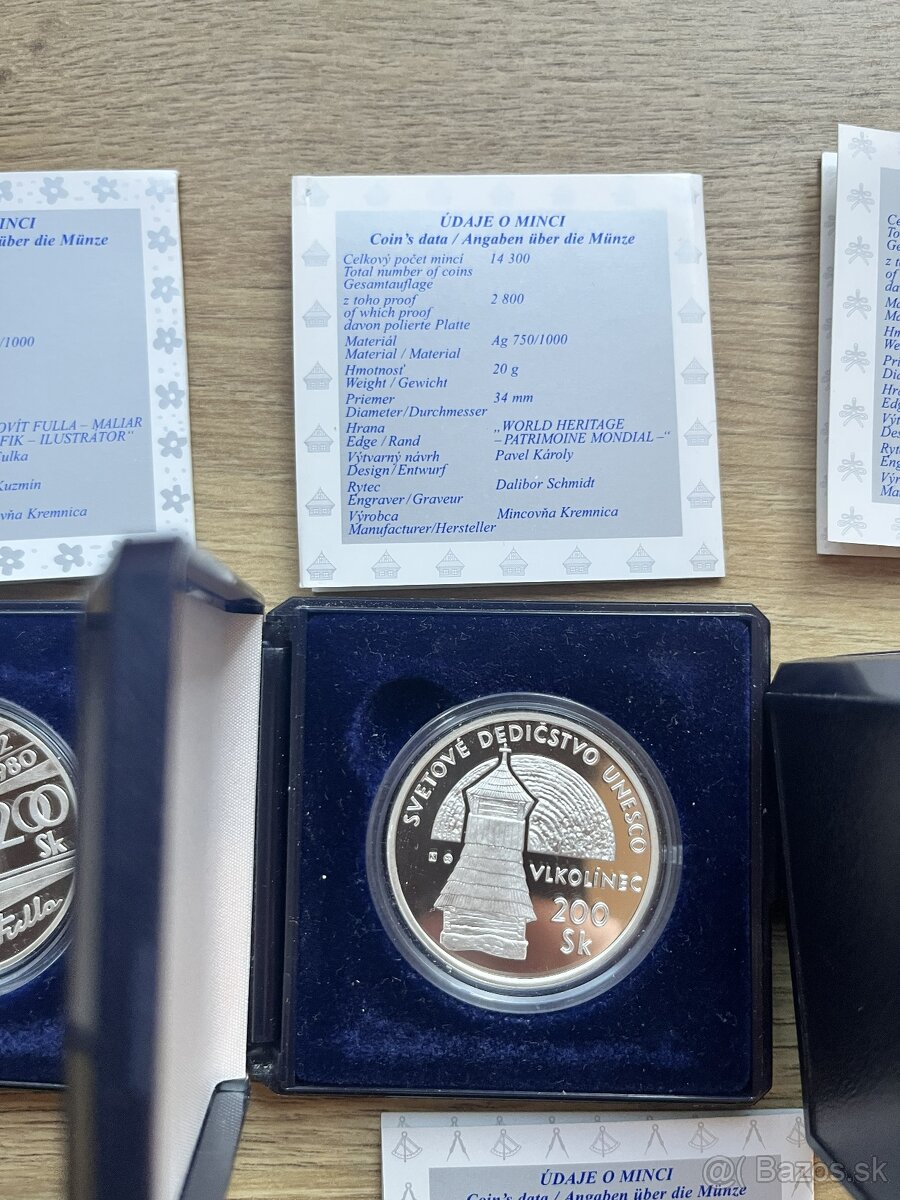 INCI
über die Münze
/1000
OVÍT FULLA – MALIAR
FIK – ILUSTRÁTOR"
Kuzmin
Kremnica
ÚDAJE O MINCI
Coin's data / Angaben über die Münze
Celkový počet mincí 14 300
Total number of coins
Gesamtauflage
z toho proof 2 800
of which proof
davon polierte Platte
Materiál Ag 750/1000
Material / Material
Hmotnosť 20 g
Weight / Gewicht
Priemer 34 mm
Diameter/Durchmesser
Hrana „WORLD HERITAGE
Edge / Rand – PATRIMOINE MONDIAL –“
Výtvarný návrh Pavel Károly
Design/Entwurf
Rytec Dalibor Schmidt
Engraver/Graveur
Výrobca Mincovňa Kremnica
Manufacturer/Hersteller
980
200
Sk
Fulla
SVETOVÉ DEDIČSTVO UNESCO
VLKOLÍNEC
200
Sk
ÚDAJE O MINCI
Coin's data / Angaben über die Münze
Bazos.sk